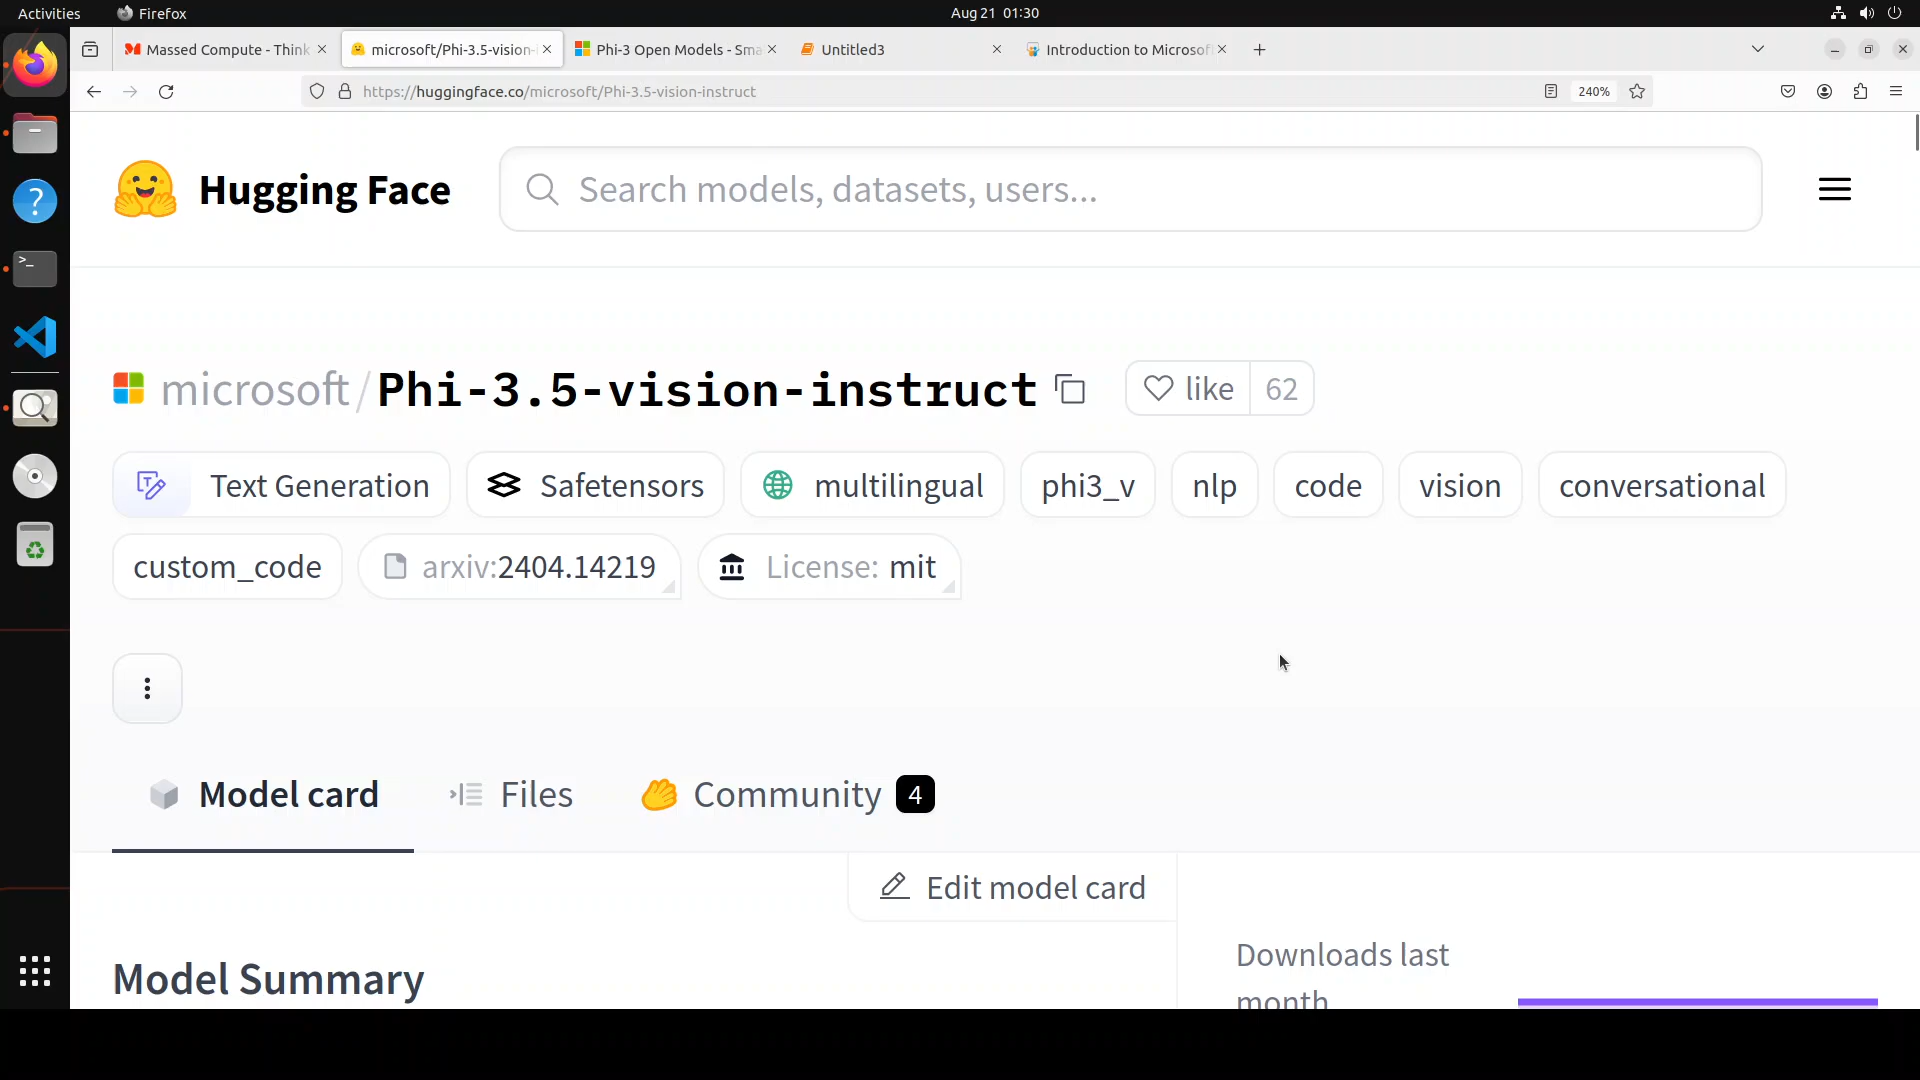 Activities Firefox Aug 21 01:30
Massed Compute - Think microsoft/Phi-3.5-vision- Phi-3 Open Models - Sma Untitled3 Introduction to Microsof
https://huggingface.co/microsoft/Phi-3.5-vision-instruct 240%
Hugging Face Search models, datasets, users...
microsoft/Phi-3.5-vision-instruct like 62
Text Generation Safetensors multilingual phi3_v nlp code vision conversational
custom_code arxiv:2404.14219 License: mit
Model card Files Community 4
Edit model card
Model Summary
Downloads last
month